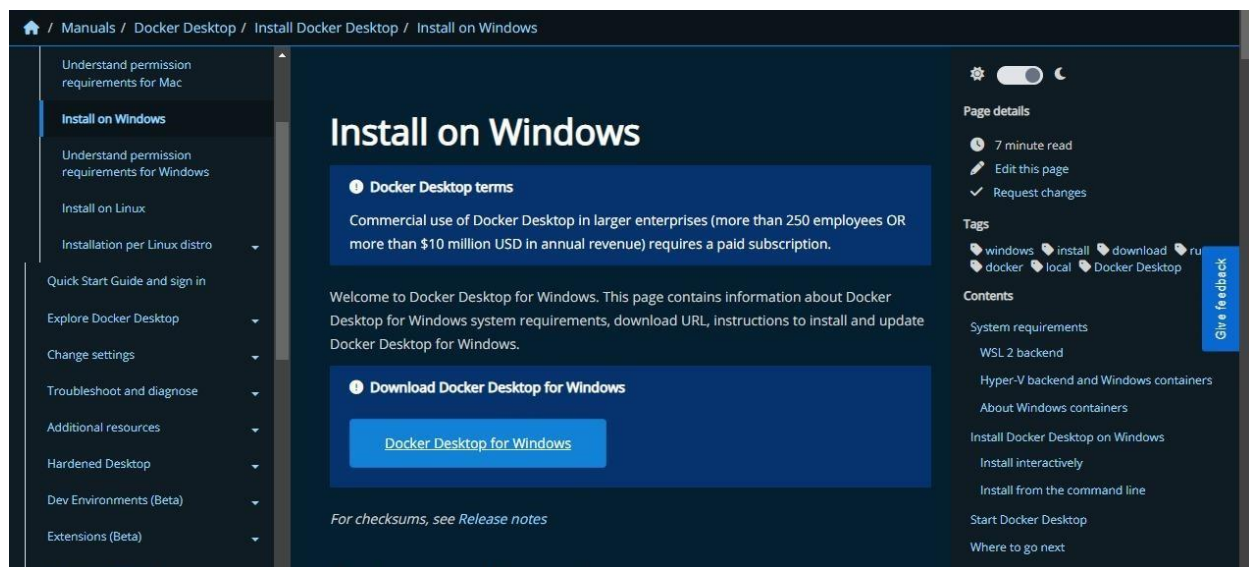 / Manuals / Docker Desktop / Install Docker Desktop / Install on Windows
Understand permission
requirements for Mac
Install on Windows
Understand permission
requirements for Windows
Install on Linux
Installation per Linux distro
Quick Start Guide and sign in
Explore Docker Desktop
Change settings
Troubleshoot and diagnose
Additional resources
Hardened Desktop
Dev Environments (Beta)
Extensions (Beta)
Install on Windows
Docker Desktop terms
Commercial use of Docker Desktop in larger enterprises (more than 250 employees OR
more than $10 million USD in annual revenue) requires a paid subscription.
Welcome to Docker Desktop for Windows. This page contains information about Docker
Desktop for Windows system requirements, download URL, instructions to install and update
Docker Desktop for Windows.
Download Docker Desktop for Windows
Docker Desktop for Windows
For checksums, see Release notes
Page details
7 minute read
Edit this page
Request changes
Tags
windows install download ru
docker local Docker Desktop
Contents
System requirements
WSL 2 backend
Hyper-V backend and Windows containers
About Windows containers
Install Docker Desktop on Windows
Install interactively
Install from the command line
Start Docker Desktop
Where to go next
Give feedback